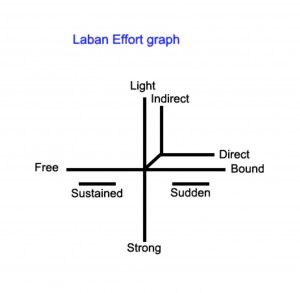 Laban Effort graph
Light
Indirect
Direct
Free
Bound
Sustained
Sudden
Strong